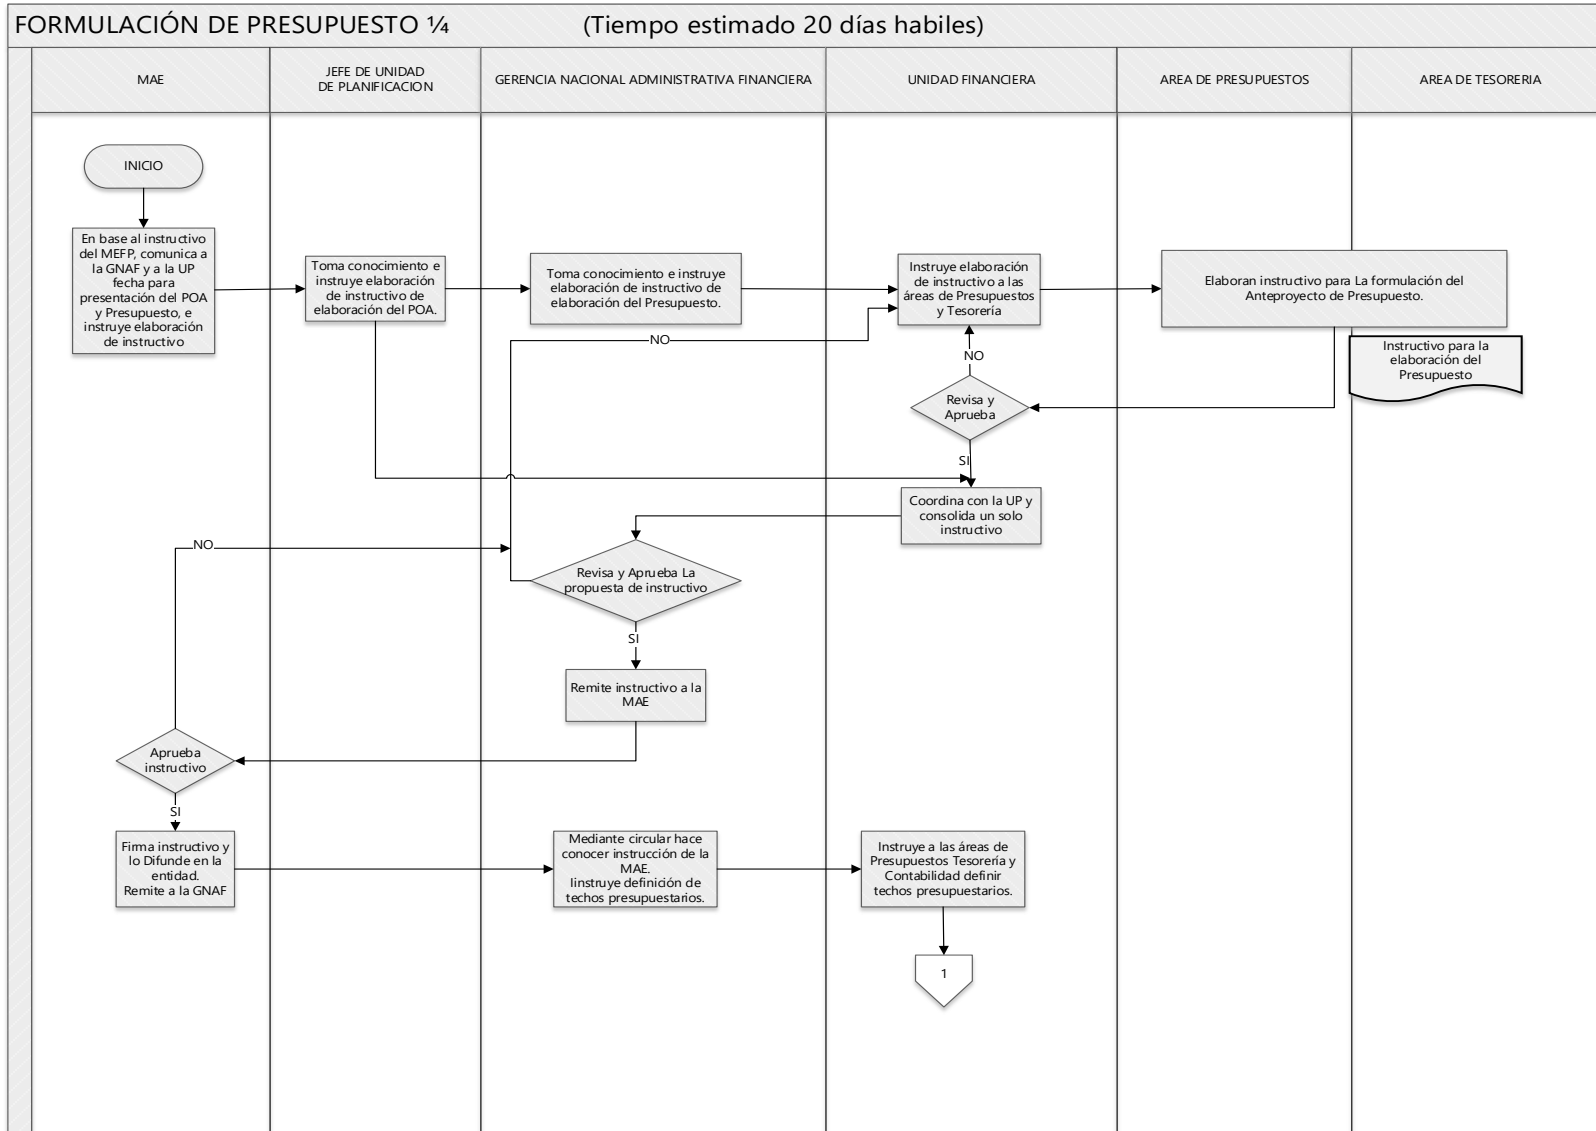 FORMULACIÓN DE PRESUPUESTO ¼ (Tiempo estimado 20 días habiles)
MAE
JEFE DE UNIDAD
DE PLANIFICACION
GERENCIA NACIONAL ADMINISTRATIVA FINANCIERA
UNIDAD FINANCIERA
AREA DE PRESUPUESTOS
AREA DE TESORERIA
INICIO
En base al instructivo
del MEFP, comunica a
la GNAF y a la UP
fecha para
presentación del POA
y Presupuesto, e
instruye elaboración
de instructivo
Toma conocimiento e
instruye elaboración
de instructivo de
elaboración del POA.
Toma conocimiento e instruye
elaboración de instructivo de
elaboración del Presupuesto.
Instruye elaboración
de instructivo a las
áreas de Presupuestos
y Tesorería
Elaboran instructivo para La formulación del
Anteproyecto de Presupuesto.
Instructivo para la
elaboración del
Presupuesto
NO
NO
Revisa y
Aprueba
SI
Coordina con la UP y
consolida un solo
instructivo
NO
Revisa y Aprueba La
propuesta de instructivo
SI
Remite instructivo a la
MAE
Aprueba
instructivo
SI
Firma instructivo y
lo Difunde en la
entidad.
Remite a la GNAF
Mediante circular hace
conocer instrucción de la
MAE.
Iinstruye definición de
techos presupuestarios.
Instruye a las áreas de
Presupuestos Tesorería y
Contabilidad definir
techos presupuestarios.
1